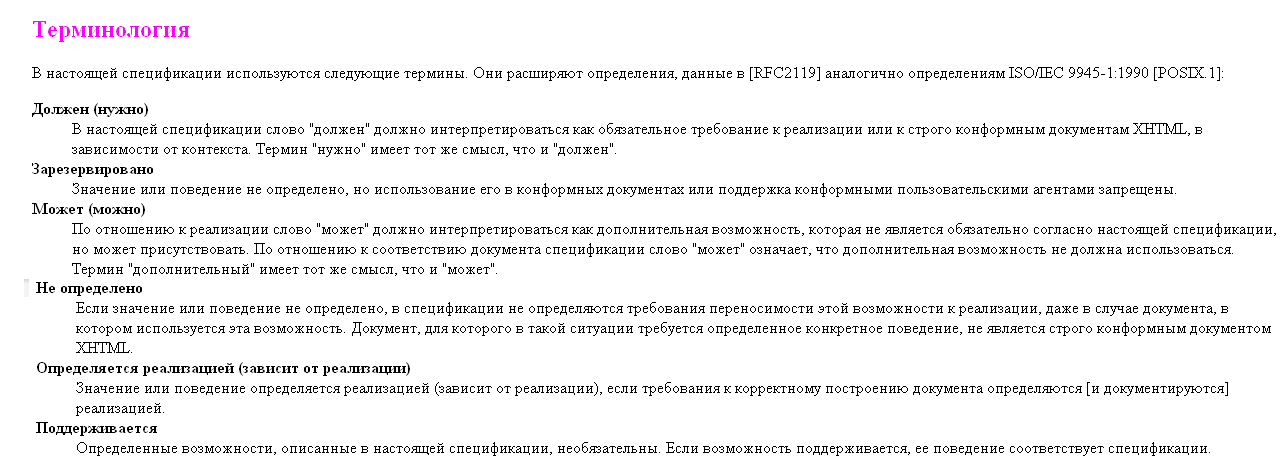 Терминология
В настоящей спецификации используются следующие термины. Они расширяют определения, данные в [RFC2119] аналогично определениям ISO/IEC 9945-1:1990 [POSIX.1]:
Должен (нужно)
В настоящей спецификации слово "должен" должно интерпретироваться как обязательное требование к реализации или к строго конформным документам XHTML, в
зависимости от контекста. Термин "нужно" имеет тот же смысл, что и "должен".
Зарезервировано
Значение или поведение не определено, но использование его в конформных документах или поддержка конформными пользовательскими агентами запрещены.
Может (можно)
По отношению к реализации слово "может" должно интерпретироваться как дополнительная возможность, которая не является обязательно согласно настоящей спецификации,
но может присутствовать. По отношению к соответствию документа спецификации слово "может" означает, что дополнительная возможность не должна использоваться.
Термин "дополнительный" имеет тот же смысл, что и "может".
Не определено
Если значение или поведение не определено, в спецификации не определяются требования переносимости этой возможности к реализации, даже в случае документа, в
котором используется эта возможность. Документ, для которого в такой ситуации требуется определенное конкретное поведение, не является строго конформным документом
XHTML.
Определяется реализацией (зависит от реализации)
Значение или поведение определяется реализацией (зависит от реализации), если требования к корректному построению документа определяются [и документируются]
реализацией.
Поддерживается
Определенные возможности, описанные в настоящей спецификации, необязательны. Если возможность поддерживается, ее поведение соответствует спецификации.